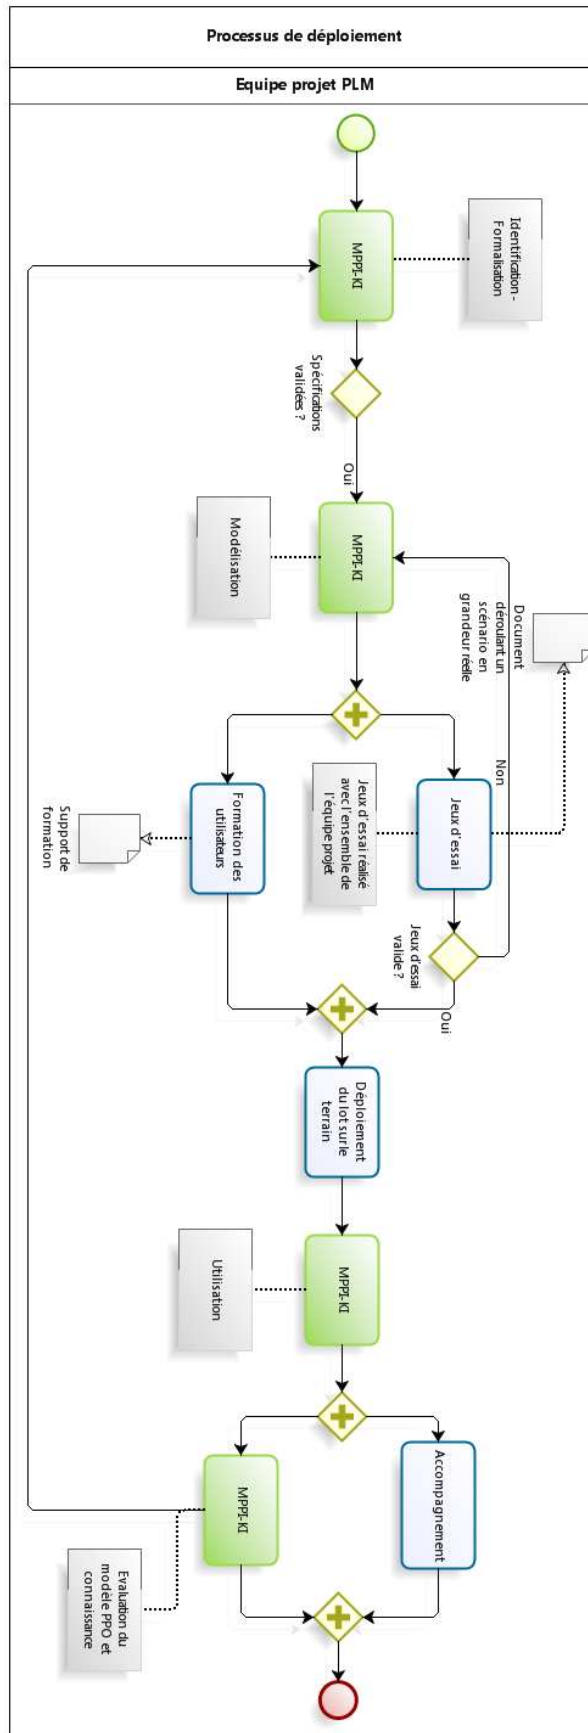 Processus de déploiement
Equipe projet PLM
MPPI-KI
Identification -
Formalisation
Spécifications
validées ?
Oui
MPPI-KI
Modélisation
Document
déroulant un
scénario en
grandeur réelle
Non
Jeux d'essai
Jeux d'essai réalisé
avec l'ensemble de
l'équipe projet
Formation des
utilisateurs
Support de
formation
Jeux d'essai
valide ?
Oui
Déploiement
du lot sur le
terrain
MPPI-KI
Utilisation
Accompagnement
MPPI-KI
Evaluation du
modèle PPO et
connaissance